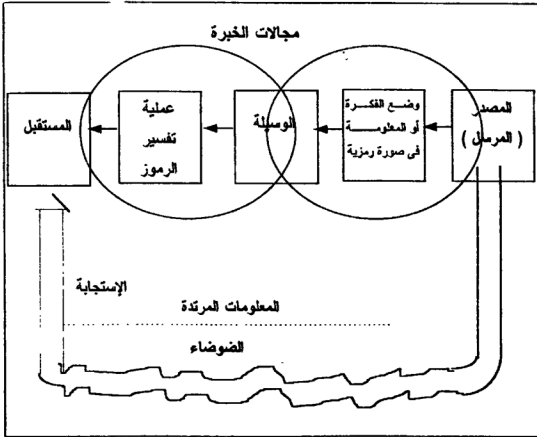 مجالات الخبرة
المصدر
( المرسل )
وضع الفكرة
أو المعلومة
فى صورة رمزية
الوسيلة
عملية
تفسير
الرموز
المستقبل
الإستجابة
المعلومات المرتدة
الضوضاء